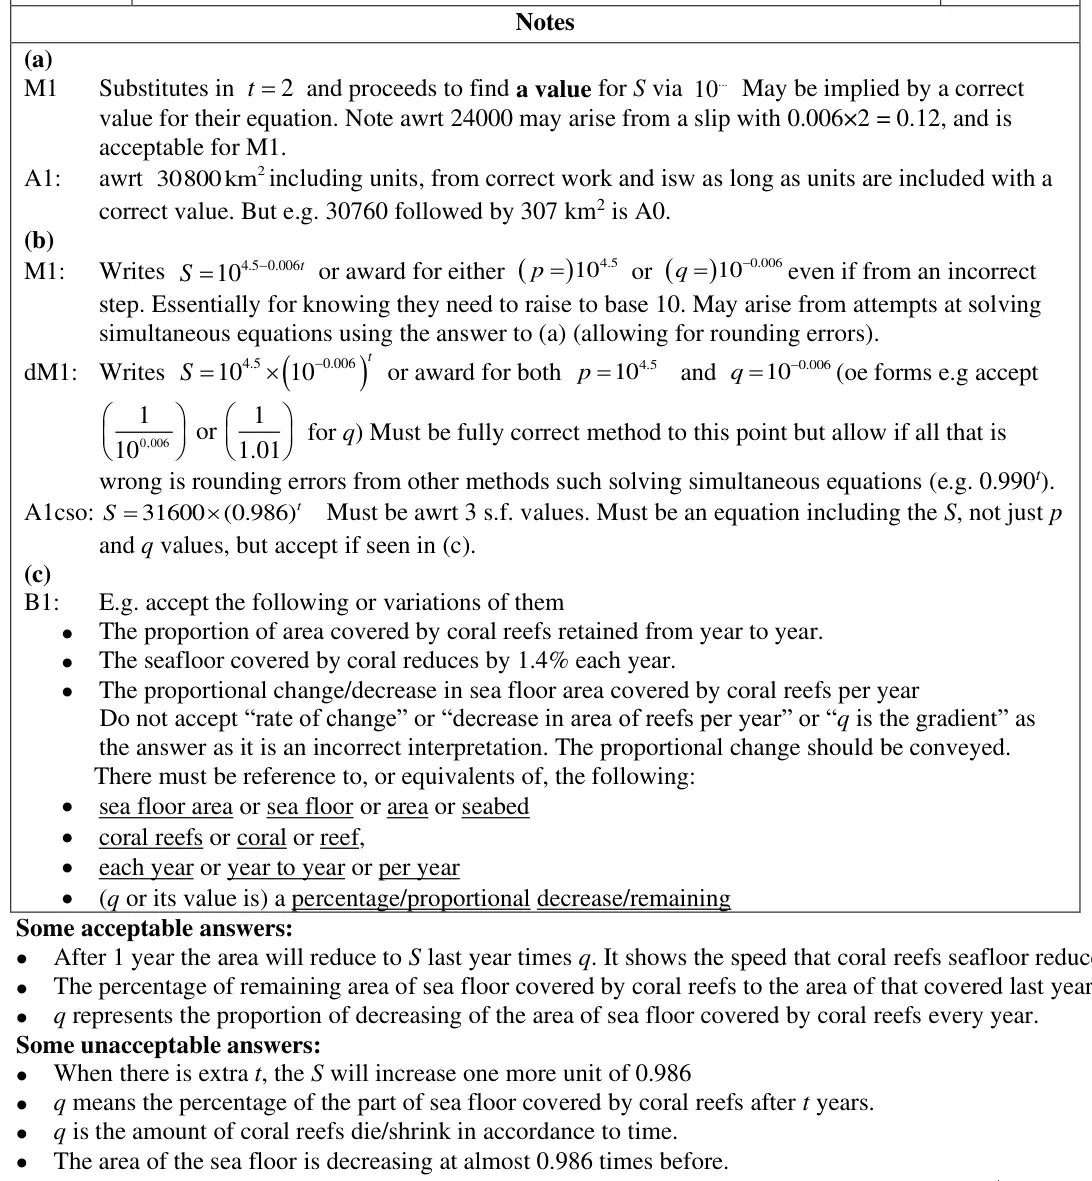 Notes
(a)
M1 Substitutes in t = 2 and proceeds to find a value for S via 10^... May be implied by a correct
value for their equation. Note awrt 24000 may arise from a slip with 0.006×2 = 0.12, and is
acceptable for M1.
A1: awrt 30800 km² including units, from correct work and isw as long as units are included with a
correct value. But e.g. 30760 followed by 307 km² is A0.
(b)
M1: Writes S = 10^(4.5−0.006t) or award for either (p =)10^4.5 or (q =)10^−0.006 even if from an incorrect
step. Essentially for knowing they need to raise to base 10. May arise from attempts at solving
simultaneous equations using the answer to (a) (allowing for rounding errors).
dM1: Writes S = 10^4.5 × (10^−0.006)^t or award for both p = 10^4.5 and q = 10^−0.006 (oe forms e.g accept
(1/10^0.006) or (1/1.01) for q) Must be fully correct method to this point but allow if all that is
wrong is rounding errors from other methods such solving simultaneous equations (e.g. 0.990^t).
A1cso: S = 31600×(0.986)^t Must be awrt 3 s.f. values. Must be an equation including the S, not just p
and q values, but accept if seen in (c).
(c)
B1: E.g. accept the following or variations of them
• The proportion of area covered by coral reefs retained from year to year.
• The seafloor covered by coral reduces by 1.4% each year.
• The proportional change/decrease in sea floor area covered by coral reefs per year
Do not accept “rate of change” or “decrease in area of reefs per year” or “q is the gradient” as
the answer as it is an incorrect interpretation. The proportional change should be conveyed.
There must be reference to, or equivalents of, the following:
• sea floor area or sea floor or area or seabed
• coral reefs or coral or reef,
• each year or year to year or per year
• (q or its value is) a percentage/proportional decrease/remaining
Some acceptable answers:
• After 1 year the area will reduce to S last year times q. It shows the speed that coral reefs seafloor reduc
• The percentage of remaining area of sea floor covered by coral reefs to the area of that covered last year
• q represents the proportion of decreasing of the area of sea floor covered by coral reefs every year.
Some unacceptable answers:
• When there is extra t, the S will increase one more unit of 0.986
• q means the percentage of the part of sea floor covered by coral reefs after t years.
• q is the amount of coral reefs die/shrink in accordance to time.
• The area of the sea floor is decreasing at almost 0.986 times before.